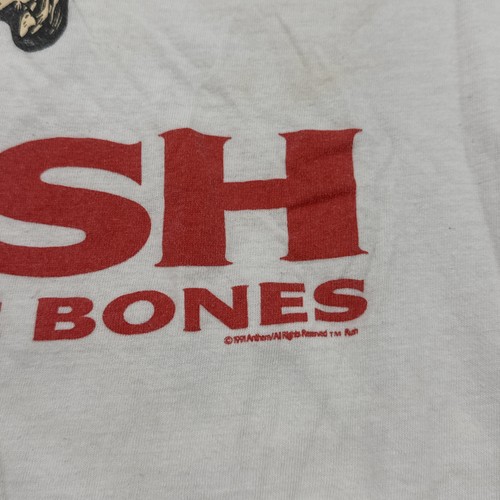 SH
BONES
© 1991 Anthem/All Rights Reserved ™ Rush